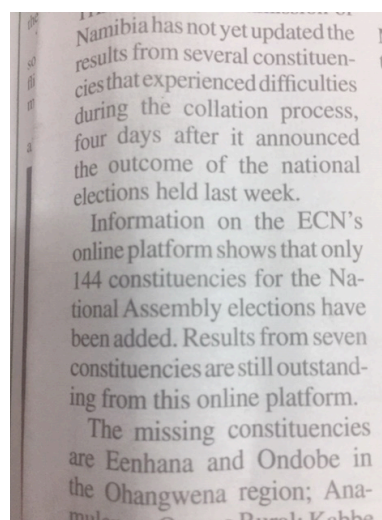 Namibia has not yet updated the
results from several constituen-
cies that experienced difficulties
during the collation process,
four days after it announced
the outcome of the national
elections held last week.
Information on the ECN's
online platform shows that only
144 constituencies for the Na-
tional Assembly elections have
been added. Results from seven
constituencies are still outstand-
ing from this online platform.
The missing constituencies
are Eenhana and Ondobe in
the Ohangwena region; Ana-